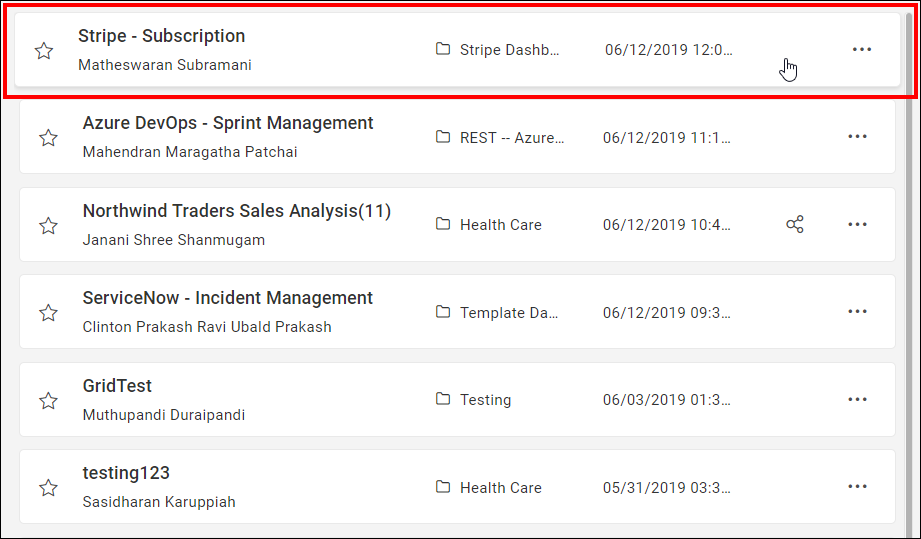 Stripe - Subscription
Matheswaran Subramani
Stripe Dashb...
06/12/2019 12:0...
Azure DevOps - Sprint Management
Mahendran Maragatha Patchai
REST -- Azure...
06/12/2019 11:1...
Northwind Traders Sales Analysis(11)
Janani Shree Shanmugam
Health Care
06/12/2019 10:4...
ServiceNow - Incident Management
Clinton Prakash Ravi Ubald Prakash
Template Da...
06/12/2019 09:3...
GridTest
Muthupandi Duraipandi
Testing
06/03/2019 01:3...
testing123
Sasidharan Karuppiah
Health Care
05/31/2019 03:3...